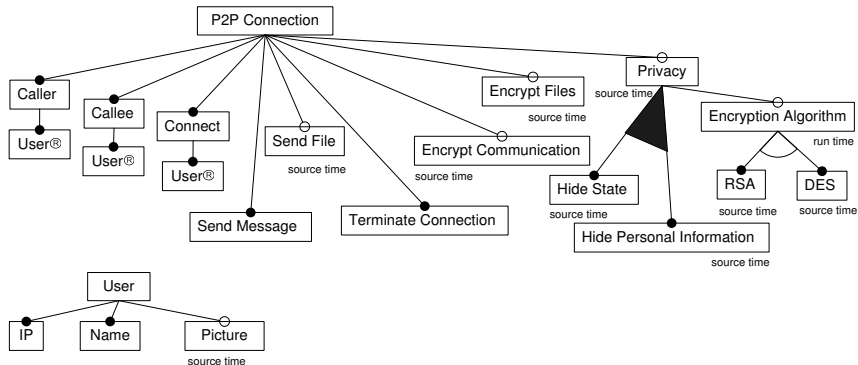 P2P Connection
Caller
User®
Callee
User®
Connect
User®
Send Message
Send File
source time
Terminate Connection
Encrypt Communication
source time
Encrypt Files
source time
Privacy
source time
Hide State
source time
Hide Personal Information
source time
Encryption Algorithm
run time
RSA
source time
DES
source time
User
IP
Name
Picture
source time